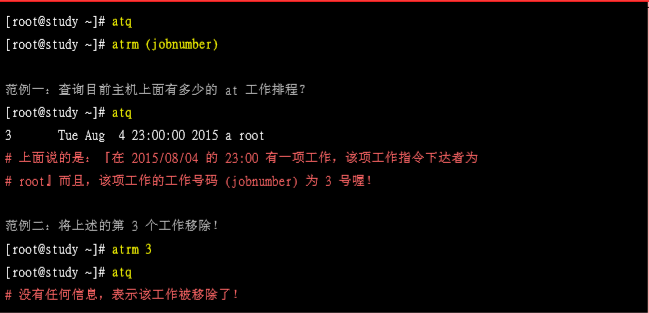 [root@study ~]# atq
[root@study ~]# atrm (jobnumber)
范例一：查询目前主机上面有多少的 at 工作排程？
[root@study ~]# atq
3 Tue Aug 4 23:00:00 2015 a root
# 上面说的是：『在 2015/08/04 的 23:00 有一项工作，该项工作指令下达者为
# root』而且，该项工作的工作号码 (jobnumber) 为 3 号喔！
范例二：将上述的第 3 个工作移除！
[root@study ~]# atrm 3
[root@study ~]# atq
# 没有任何信息，表示该工作被移除了！